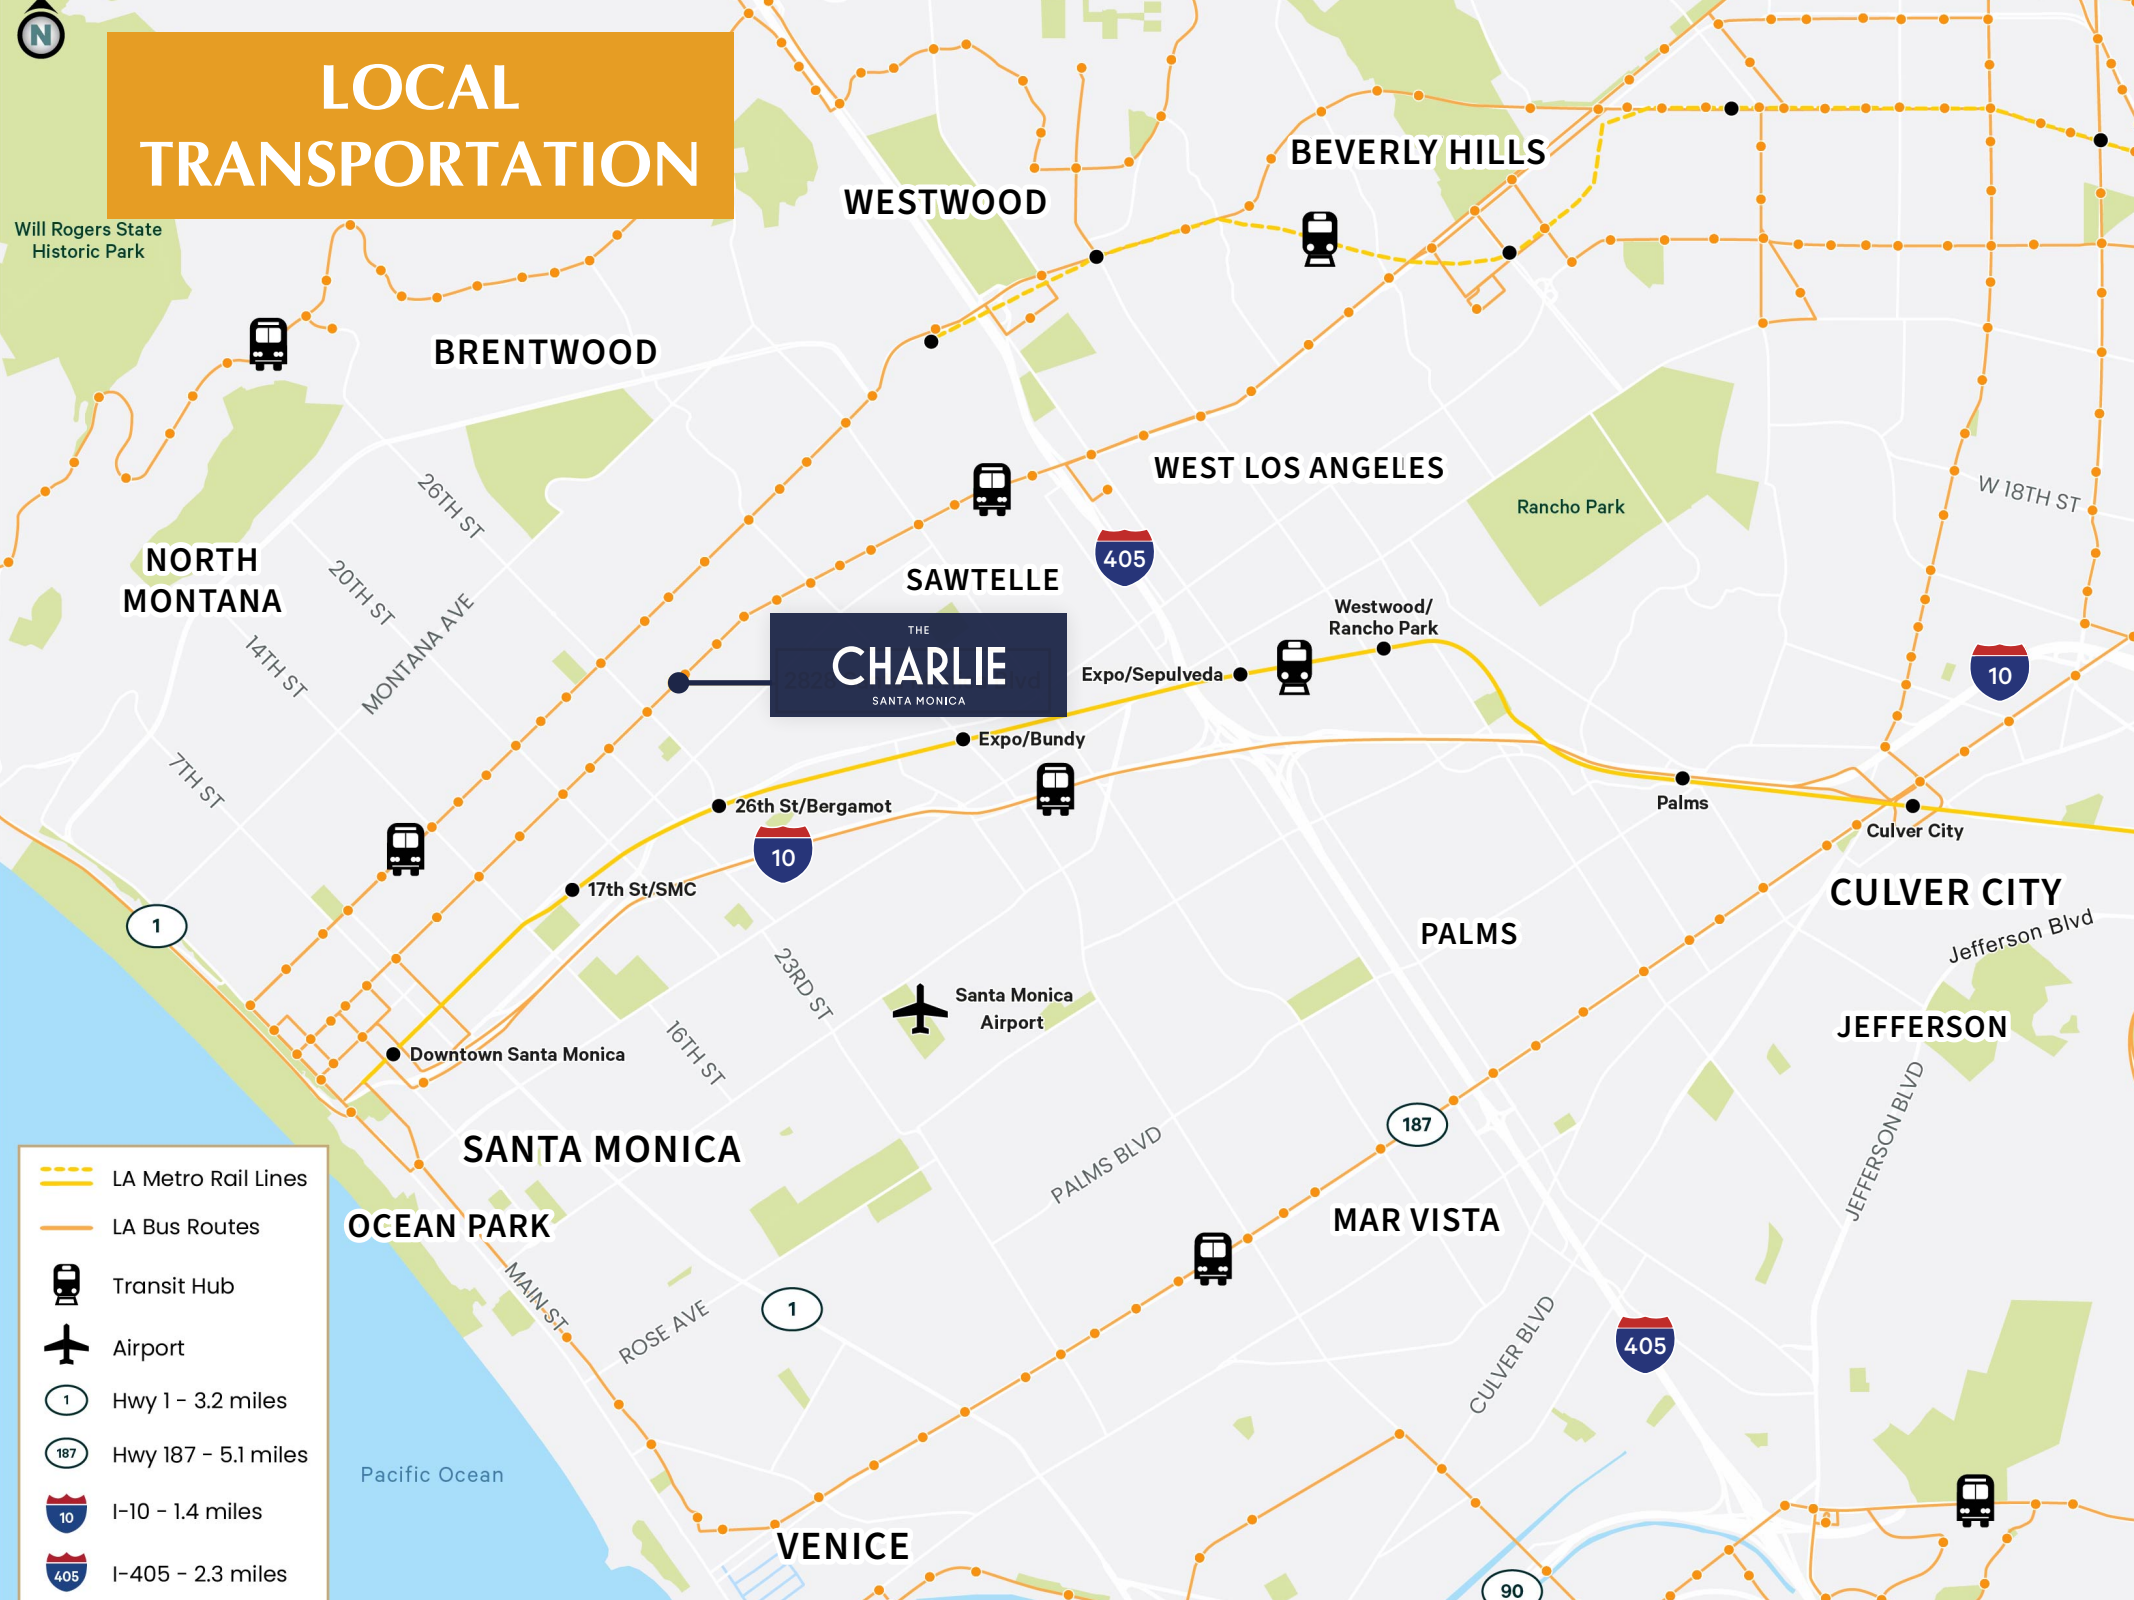 N
LOCAL
TRANSPORTATION
Will Rogers State
Historic Park
WESTWOOD
BEVERLY HILLS
BRENTWOOD
WEST LOS ANGELES
Rancho Park
W 18TH ST
26TH ST
20TH ST
14TH ST
MONTANA AVE
7TH ST
NORTH
MONTANA
SAWTELLE
405
THE
CHARLIE
SANTA MONICA
Westwood/
Rancho Park
Expo/Sepulveda
10
Expo/Bundy
26th St/Bergamot
10
17th St/SMC
Palms
Culver City
CULVER CITY
Jefferson Blvd
1
PALMS
23RD ST
Santa Monica
Airport
JEFFERSON
16TH ST
Downtown Santa Monica
JEFFERSON BLVD
187
SANTA MONICA
PALMS BLVD
OCEAN PARK
MAR VISTA
MAIN ST
ROSE AVE
1
CULVER BLVD
405
Pacific Ocean
VENICE
90
LA Metro Rail Lines
LA Bus Routes
Transit Hub
Airport
1 Hwy 1 - 3.2 miles
187 Hwy 187 - 5.1 miles
10 I-10 - 1.4 miles
405 I-405 - 2.3 miles